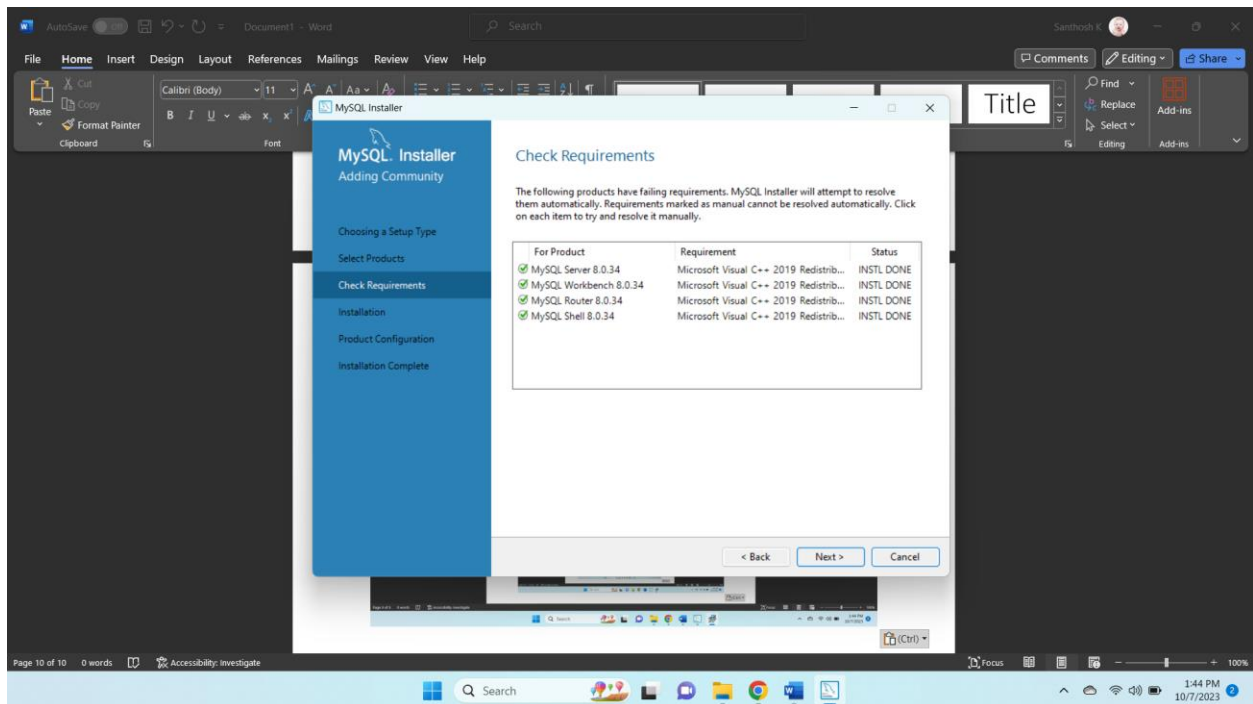 AutoSave Off Document1 - Word Search Santhosh K
File Home Insert Design Layout References Mailings Review View Help Comments Editing Share
Paste Cut Copy Format Painter
Calibri (Body) 11 A^ A˅ Aa A
B I U ab x, x²
Title
Find
Replace
Select
Add-ins
Clipboard Font Editing Add-ins
MySQL Installer
MySQL. Installer
Adding Community
Choosing a Setup Type
Select Products
Check Requirements
Installation
Product Configuration
Installation Complete
Check Requirements
The following products have failing requirements. MySQL Installer will attempt to resolve
them automatically. Requirements marked as manual cannot be resolved automatically. Click
on each item to try and resolve it manually.
For Product Requirement Status
MySQL Server 8.0.34 Microsoft Visual C++ 2019 Redistrib... INSTL DONE
MySQL Workbench 8.0.34 Microsoft Visual C++ 2019 Redistrib... INSTL DONE
MySQL Router 8.0.34 Microsoft Visual C++ 2019 Redistrib... INSTL DONE
MySQL Shell 8.0.34 Microsoft Visual C++ 2019 Redistrib... INSTL DONE
< Back Next > Cancel
(Ctrl)
Page 10 of 10 0 words Accessibility: Investigate Focus 100%
Search
1:44 PM
10/7/2023 2